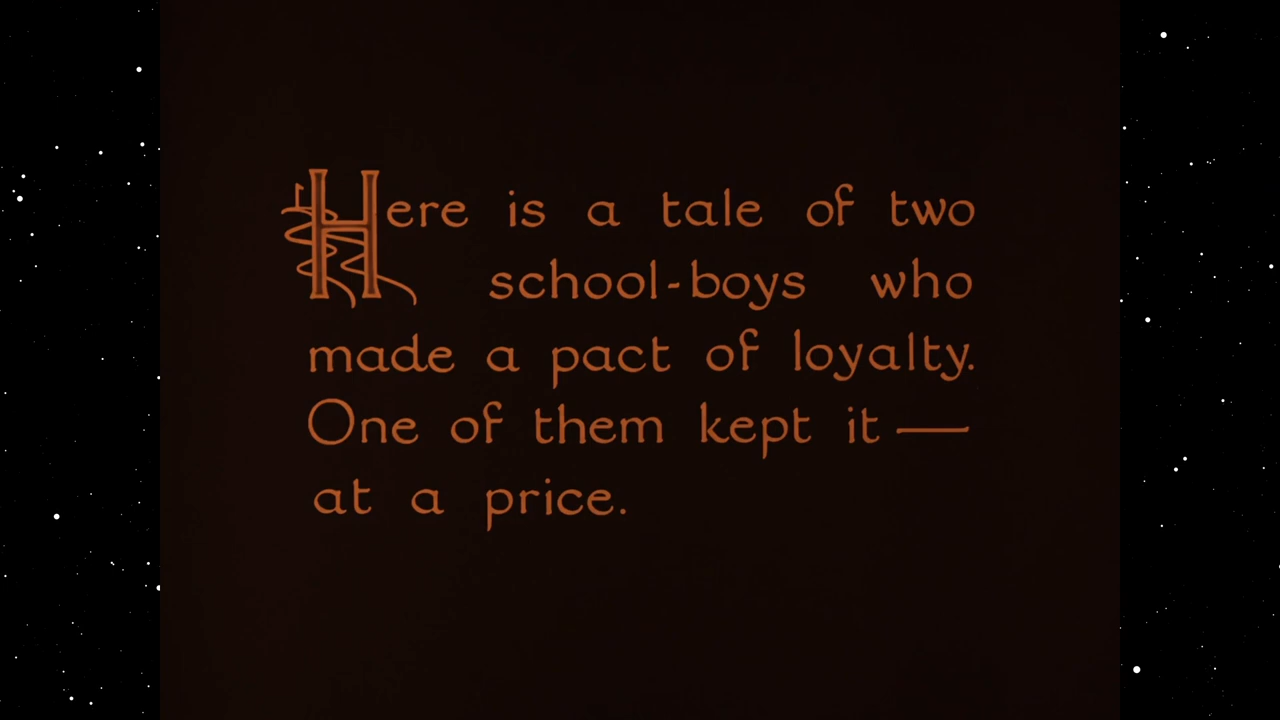 Here is a tale of two
school-boys who
made a pact of loyalty.
One of them kept it —
at a price.